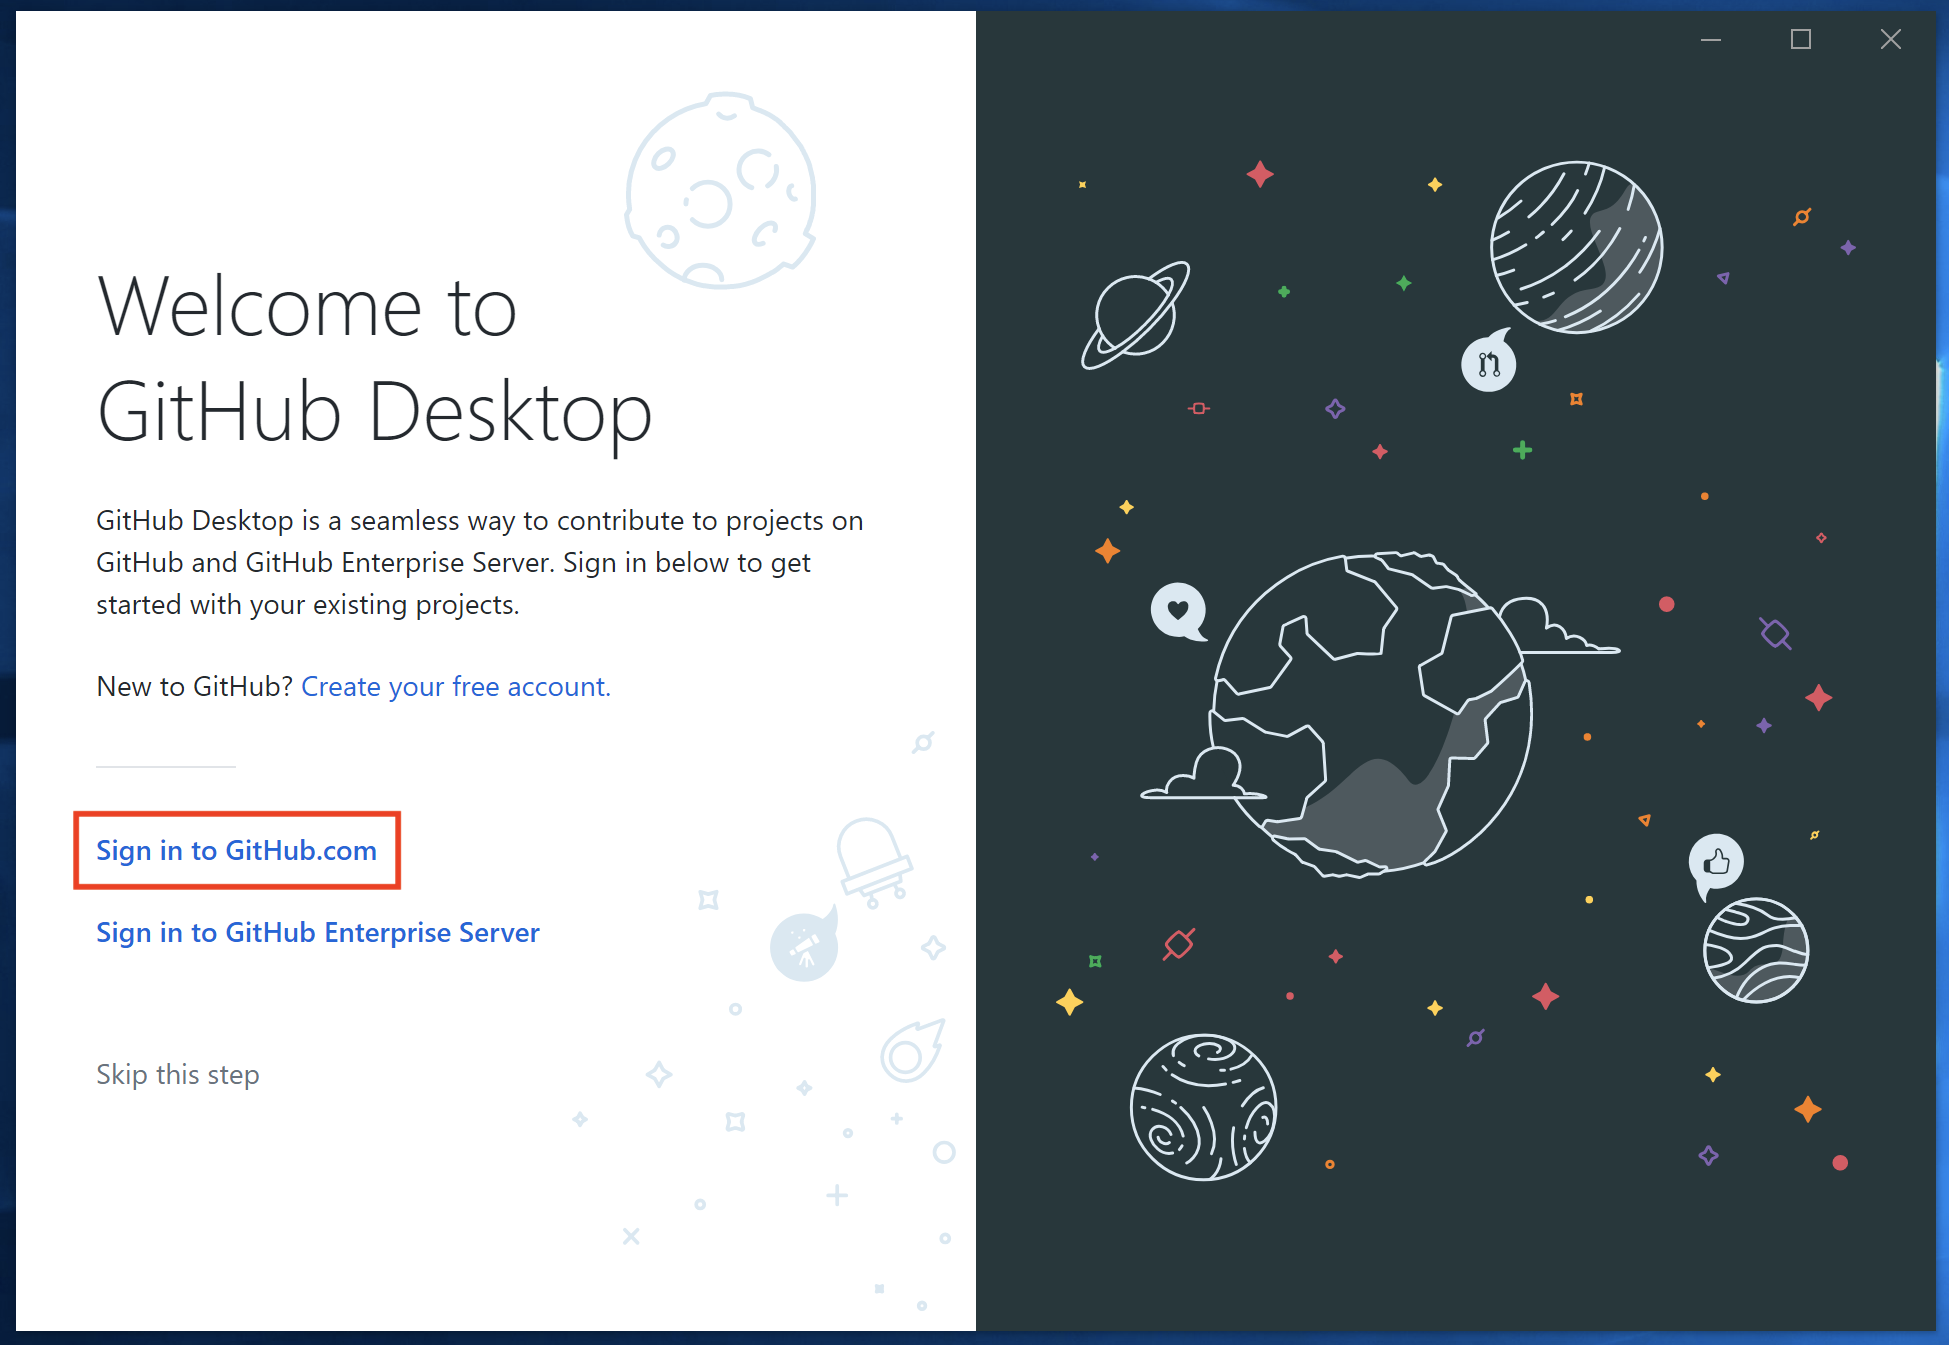 Welcome to
GitHub Desktop
GitHub Desktop is a seamless way to contribute to projects on
GitHub and GitHub Enterprise Server. Sign in below to get
started with your existing projects.
New to GitHub? Create your free account.
Sign in to GitHub.com
Sign in to GitHub Enterprise Server
Skip this step